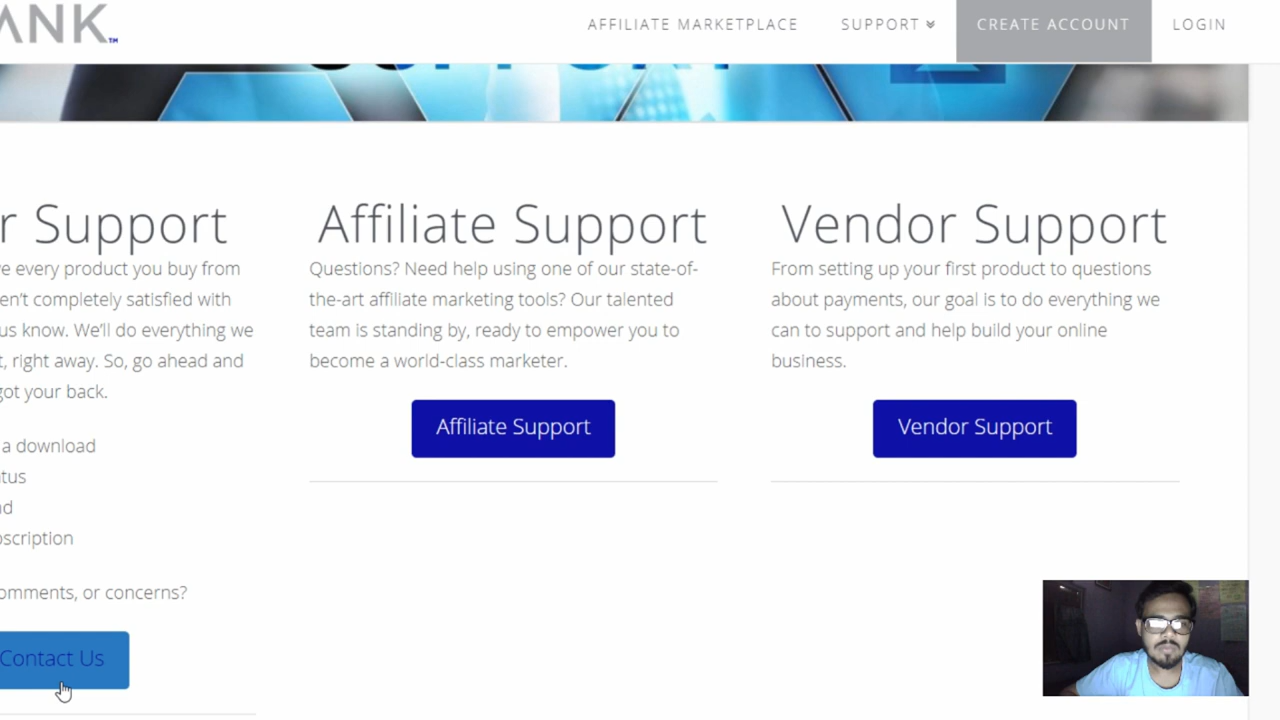 ANK™
AFFILIATE MARKETPLACE
SUPPORT
CREATE ACCOUNT
LOGIN
r Support
e every product you buy from
en't completely satisfied with
us know. We'll do everything we
t, right away. So, go ahead and
got your back.
a download
atus
nd
bscription
omments, or concerns?
Contact Us
Affiliate Support
Questions? Need help using one of our state-of-
the-art affiliate marketing tools? Our talented
team is standing by, ready to empower you to
become a world-class marketer.
Affiliate Support
Vendor Support
From setting up your first product to questions
about payments, our goal is to do everything we
can to support and help build your online
business.
Vendor Support